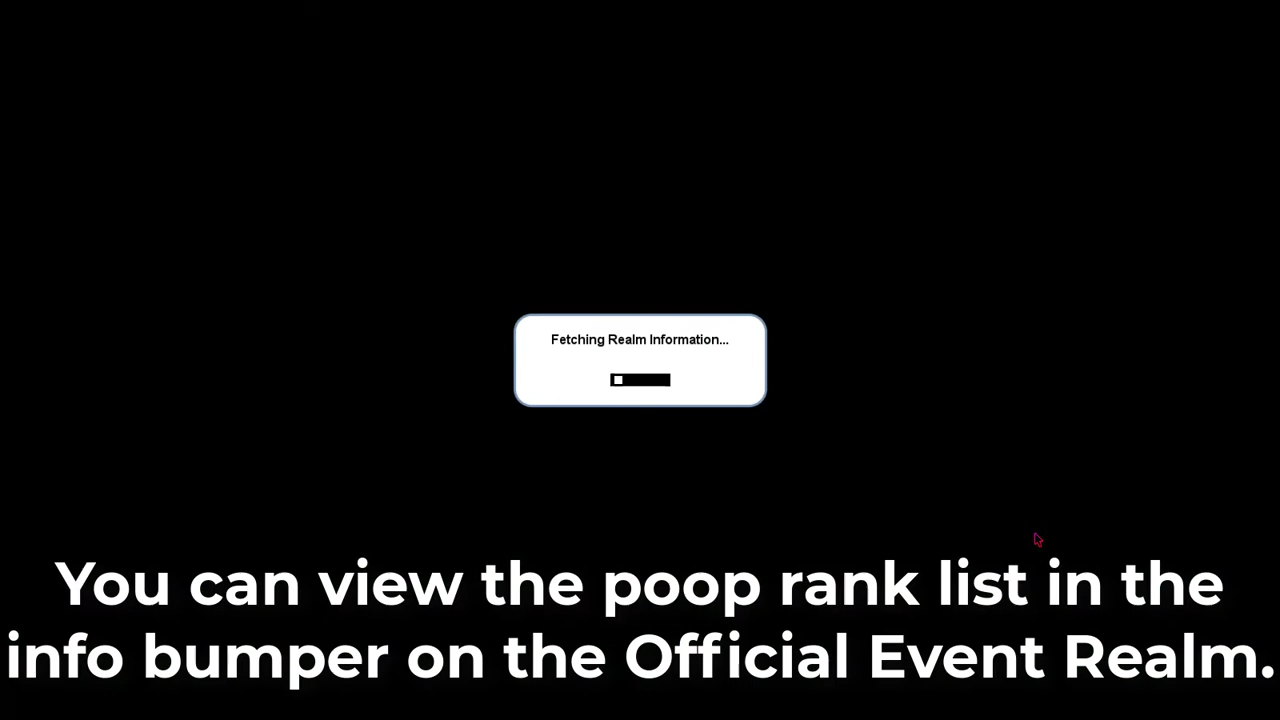 Fetching Realm Information...
You can view the poop rank list in the
info bumper on the Official Event Realm.